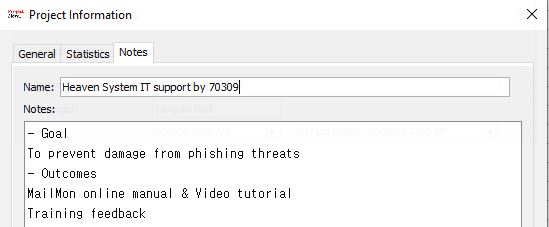 Project Information
General Statistics Notes
Name: Heaven System IT support by 70309
Notes:
- Goal
To prevent damage from phishing threats
- Outcomes
MailMon online manual & Video tutorial
Training feedback